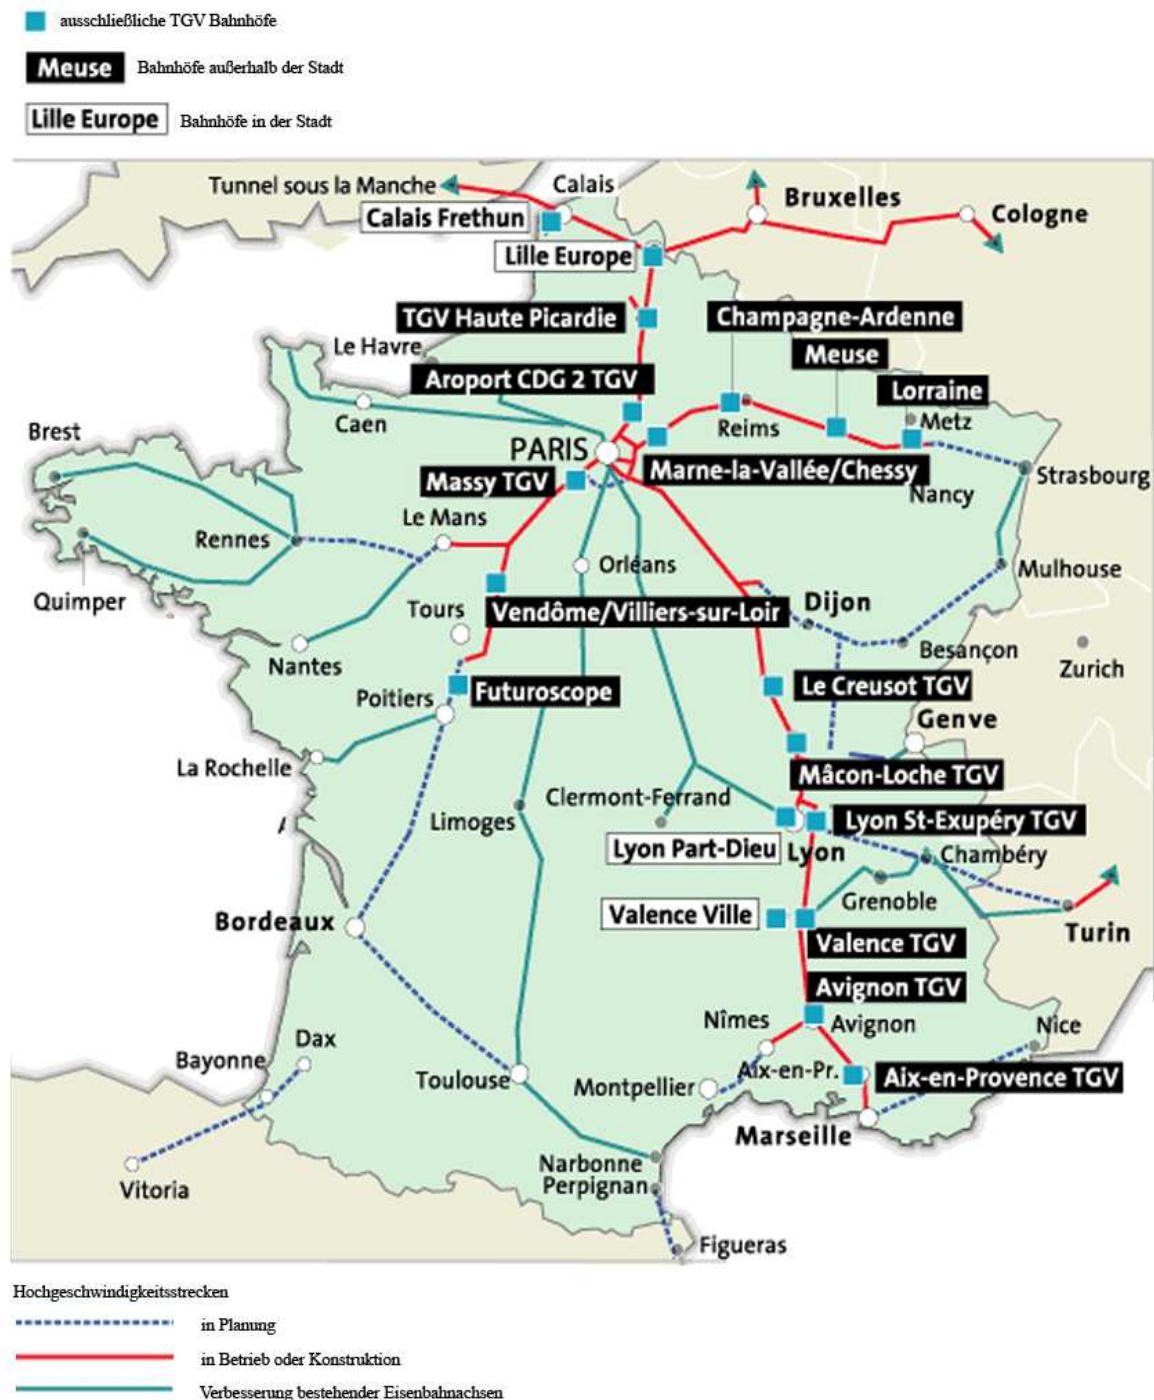 ausschließliche TGV Bahnhöfe
Meuse Bahnhöfe außerhalb der Stadt
Lille Europe Bahnhöfe in der Stadt
Tunnel sous la Manche
Calais
Bruxelles
Cologne
Calais Frethun
Lille Europe
TGV Haute Picardie
Champagne-Ardenne
Le Havre
Meuse
Aroport CDG 2 TGV
Lorraine
Caen
Reims
Metz
Brest
PARIS
Massy TGV
Marne-la-Vallée/Chessy
Strasbourg
Nancy
Le Mans
Rennes
Orléans
Mulhouse
Quimper
Tours
Vendôme/Villiers-sur-Loir
Dijon
Nantes
Besançon
Zurich
Poitiers
Futuroscope
Le Creusot TGV
Genve
La Rochelle
Mâcon-Loche TGV
Clermont-Ferrand
Limoges
Lyon St-Exupéry TGV
Lyon Part-Dieu
Lyon
Chambéry
Grenoble
Valence Ville
Bordeaux
Turin
Valence TGV
Avignon TGV
Nîmes
Avignon
Nice
Dax
Bayonne
Toulouse
Montpellier
Aix-en-Pr.
Aix-en-Provence TGV
Marseille
Narbonne
Perpignan
Vitoria
Figueras
Hochgeschwindigkeitsstrecken
in Planung
in Betrieb oder Konstruktion
Verbesserung bestehender Eisenbahnachsen